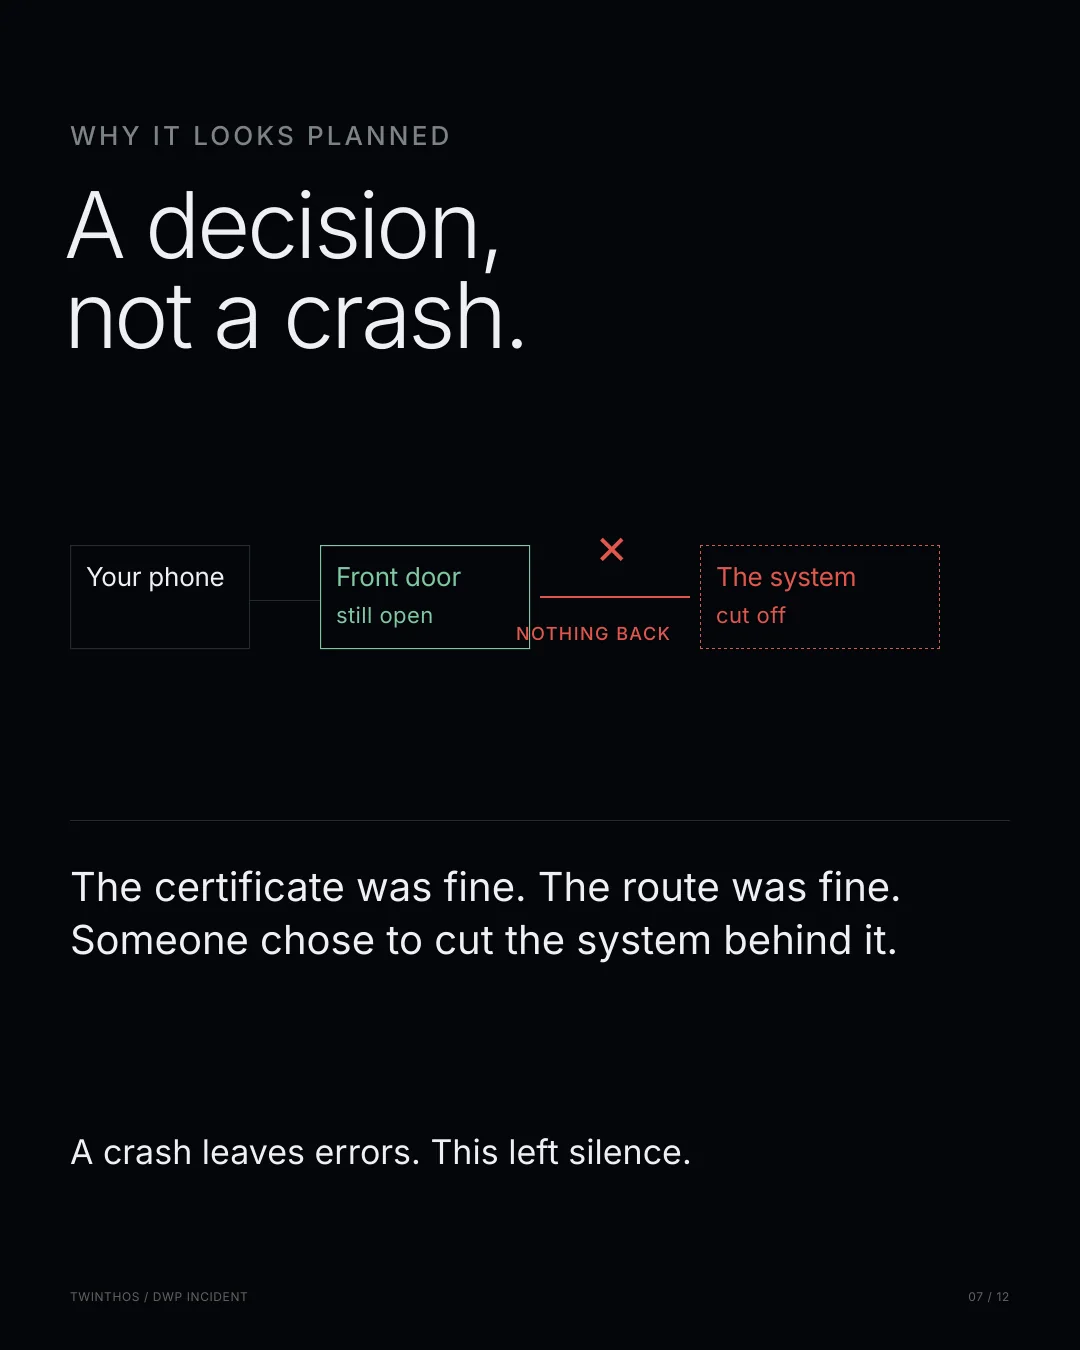 WHY IT LOOKS PLANNED
A decision,
not a crash.
Your phone
Front door
still open
✕
NOTHING BACK
The system
cut off
The certificate was fine. The route was fine.
Someone chose to cut the system behind it.
A crash leaves errors. This left silence.
TWINTHOS / DWP INCIDENT
07 / 12